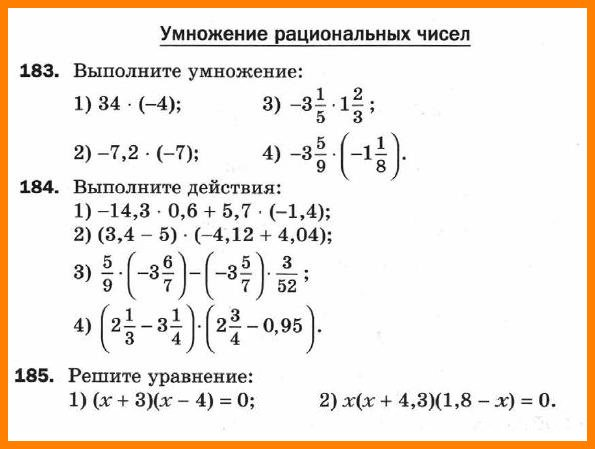 Умножение рациональных чисел
183. Выполните умножение:
1) 34 · (–4); 3) –3 1/5 · 1 2/3;
2) –7,2 · (–7); 4) –3 5/9 · (–1 1/8).
184. Выполните действия:
1) –14,3 · 0,6 + 5,7 · (–1,4);
2) (3,4 – 5) · (–4,12 + 4,04);
3) 5/9 · (–3 6/7) – (–3 5/7) · 3/52;
4) (2 1/3 – 3 1/4) · (2 3/4 – 0,95).
185. Решите уравнение:
1) (x + 3)(x – 4) = 0; 2) x(x + 4,3)(1,8 – x) = 0.